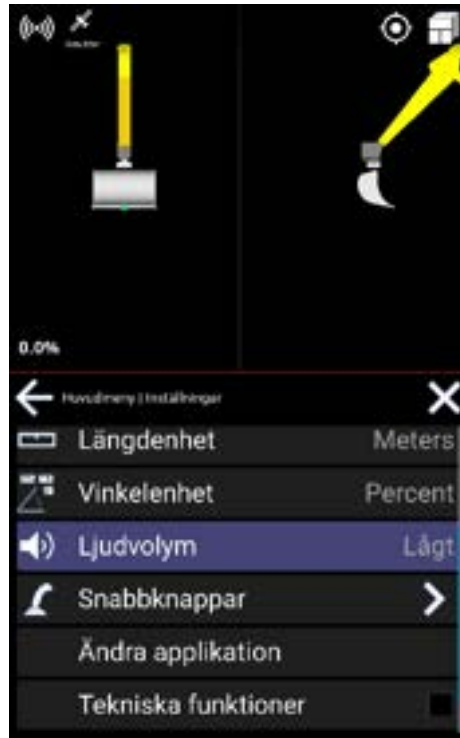 0.0%
Huvudmeny | Inställningar
Längdenhet Meters
Vinkelenhet Percent
Ljudvolym Lågt
Snabbknappar
Ändra applikation
Tekniska funktioner